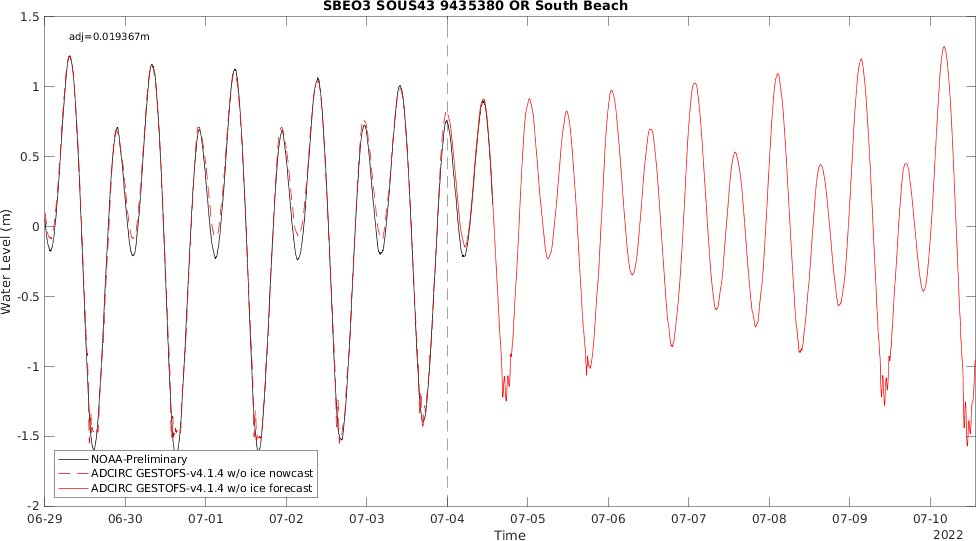 SBEO3 SOUS43 9435380 OR South Beach
adj=0.019367m
1.5
1
0.5
0
-0.5
-1
-1.5
-2
Water Level (m)
NOAA-Preliminary
ADCIRC GESTOFS-v4.1.4 w/o ice nowcast
ADCIRC GESTOFS-v4.1.4 w/o ice forecast
06-29 06-30 07-01 07-02 07-03 07-04 07-05 07-06 07-07 07-08 07-09 07-10
Time
2022